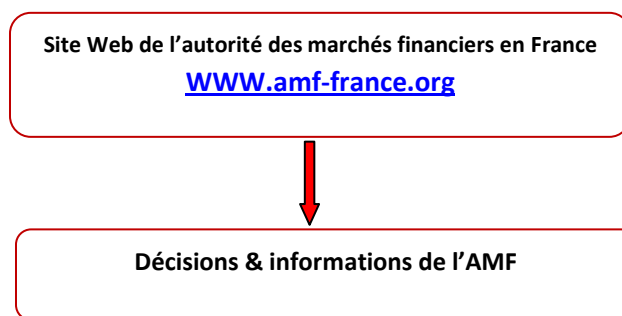 Site Web de l’autorité des marchés financiers en France
WWW.amf-france.org
Décisions & informations de l’AMF